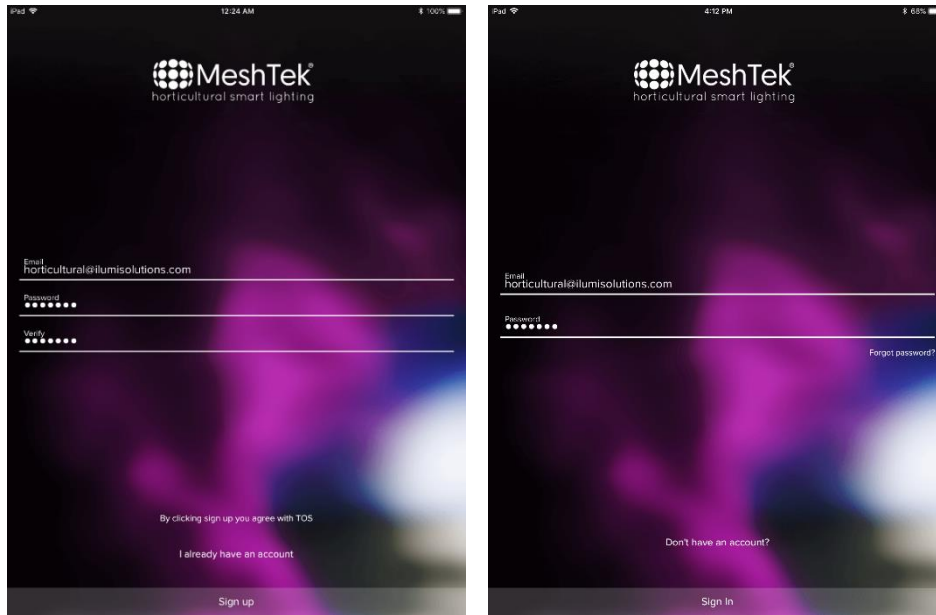 iPad 12:24 AM 100%
MeshTek®
horticultural smart lighting
Email
horticultural@ilumisolutions.com
Password
Verify
By clicking sign up you agree with TOS
I already have an account
Sign up
iPad 4:12 PM 68%
MeshTek®
horticultural smart lighting
Email
horticultural@ilumisolutions.com
Password
Forgot password?
Don't have an account?
Sign In